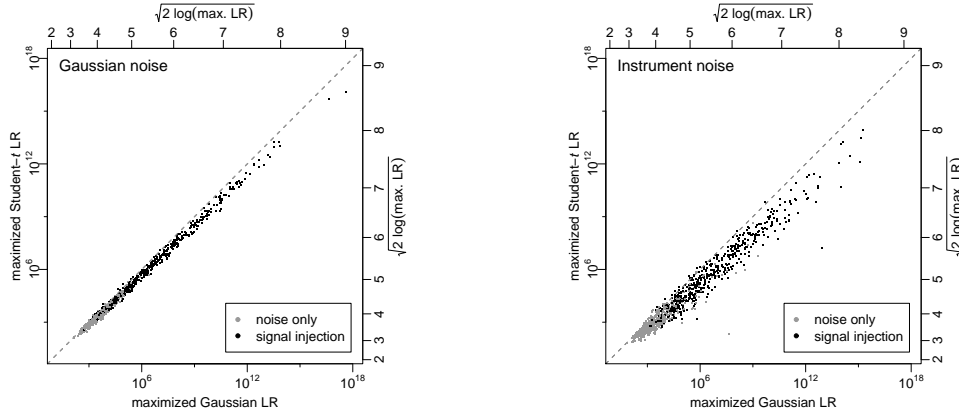 √2 log(max. LR)
2 3 4 5 6 7 8 9
Gaussian noise
maximized Student–t LR
10^18
10^12
10^6
9
8
7
6
5
4
3
2
√2 log(max. LR)
noise only
signal injection
10^6 10^12 10^18
maximized Gaussian LR
√2 log(max. LR)
2 3 4 5 6 7 8 9
Instrument noise
maximized Student–t LR
10^18
10^12
10^6
9
8
7
6
5
4
3
2
√2 log(max. LR)
noise only
signal injection
10^6 10^12 10^18
maximized Gaussian LR